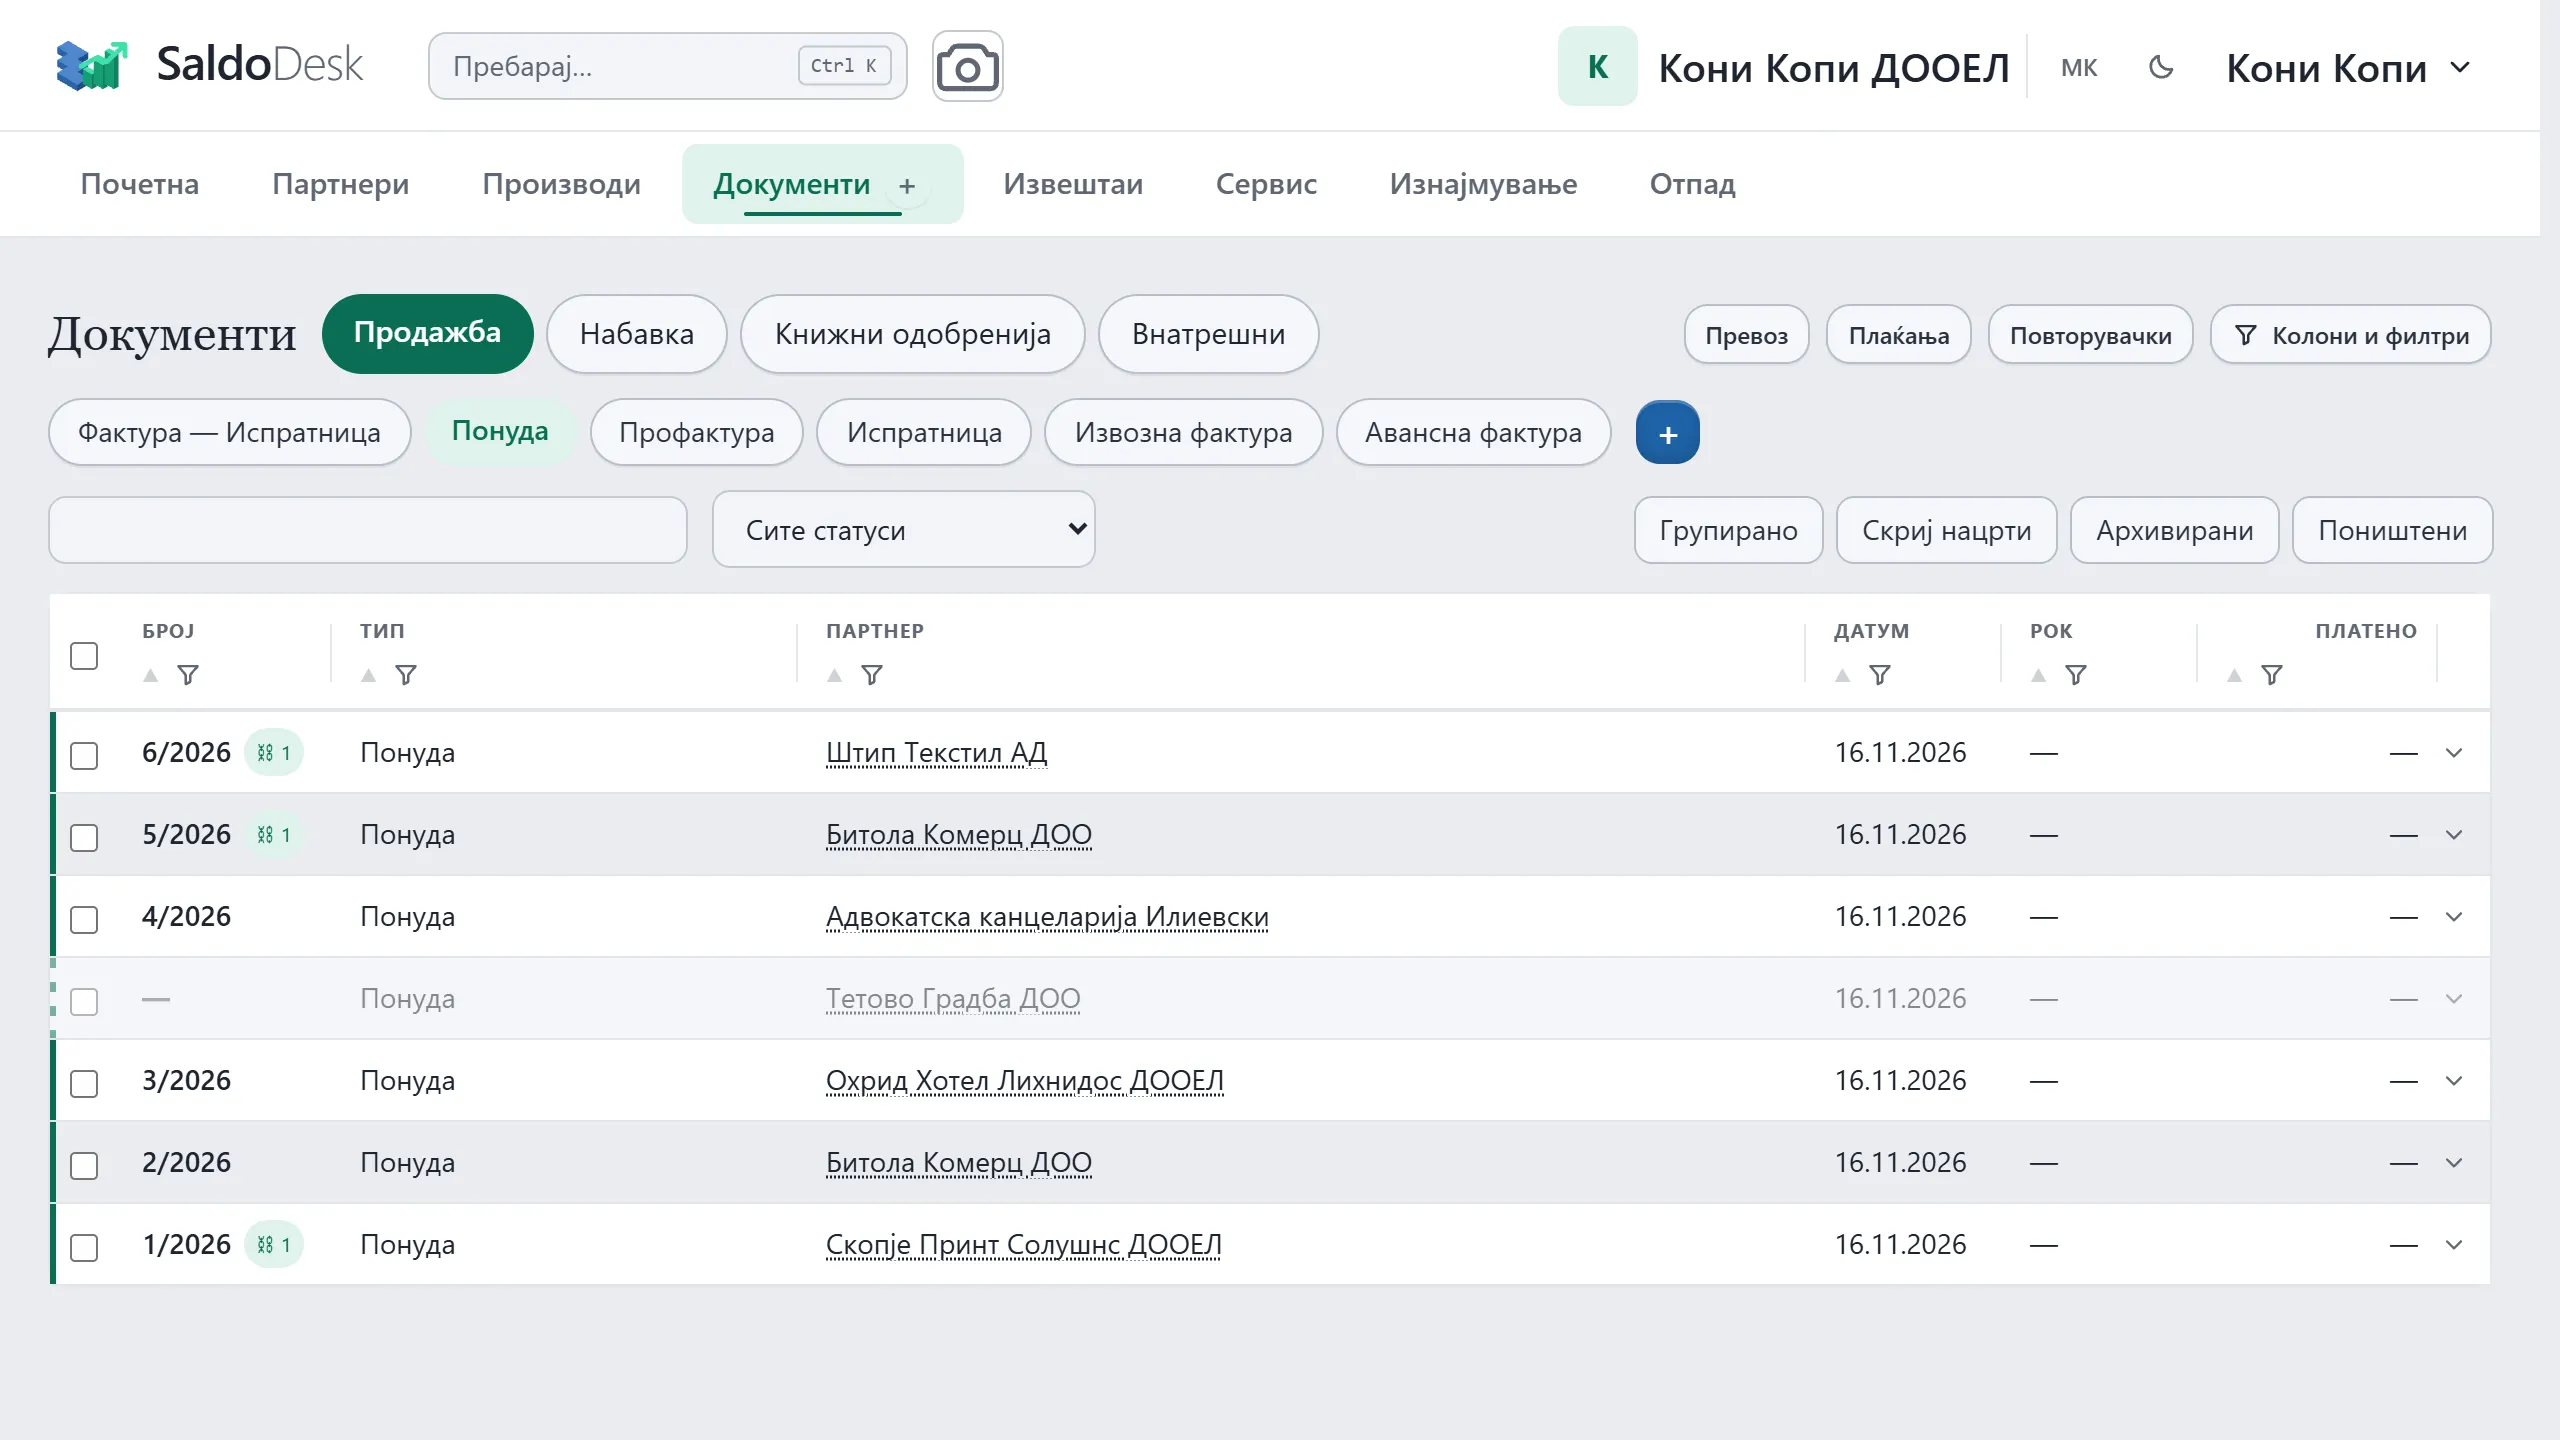 SaldoDesk
Пребарај... Ctrl K
К Кони Копи ДООЕЛ МК Кони Копи
Почетна Партнери Производи Документи + Извештаи Сервис Изнајмување Отпад
Документи Продажба Набавка Книжни одобренија Внатрешни Превоз Плаќања Повторувачки Колони и филтри
Фактура — Испратница Понуда Профактура Испратница Извозна фактура Авансна фактура +
Сите статуси Групирано Скриј нацрти Архивирани Поништени
БРОЈ ТИП ПАРТНЕР ДАТУМ РОК ПЛАТЕНО
6/2026 1 Понуда Штип Текстил АД 16.11.2026 — —
5/2026 1 Понуда Битола Комерц ДОО 16.11.2026 — —
4/2026 Понуда Адвокатска канцеларија Илиевски 16.11.2026 — —
— Понуда Тетово Градба ДОО 16.11.2026 — —
3/2026 Понуда Охрид Хотел Лихнидос ДООЕЛ 16.11.2026 — —
2/2026 Понуда Битола Комерц ДОО 16.11.2026 — —
1/2026 1 Понуда Скопје Принт Солушнс ДООЕЛ 16.11.2026 — —